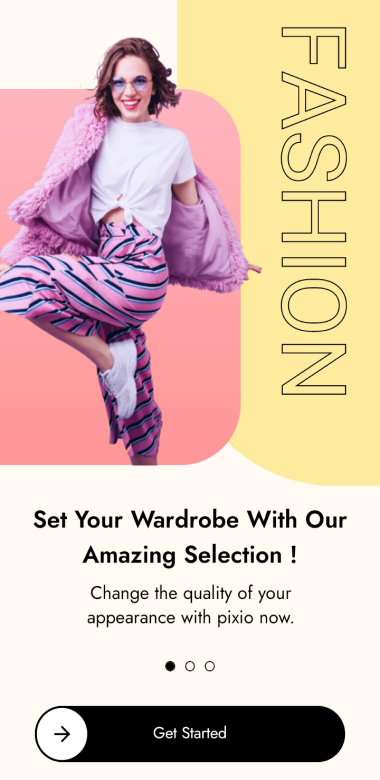 FASHION
Set Your Wardrobe With Our
Amazing Selection !
Change the quality of your
appearance with pixio now.
Get Started